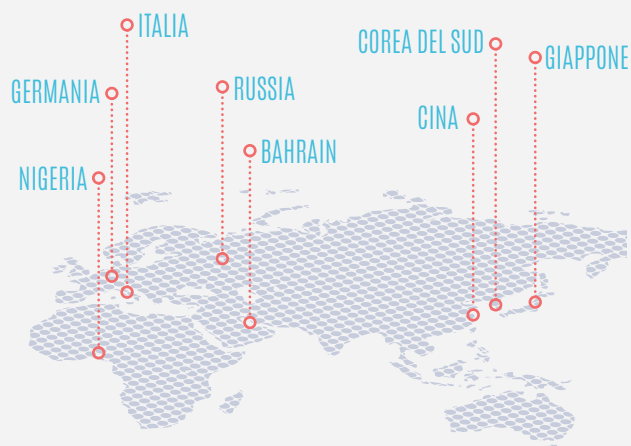 ITALIA
COREA DEL SUD
GIAPPONE
GERMANIA
RUSSIA
CINA
BAHRAIN
NIGERIA